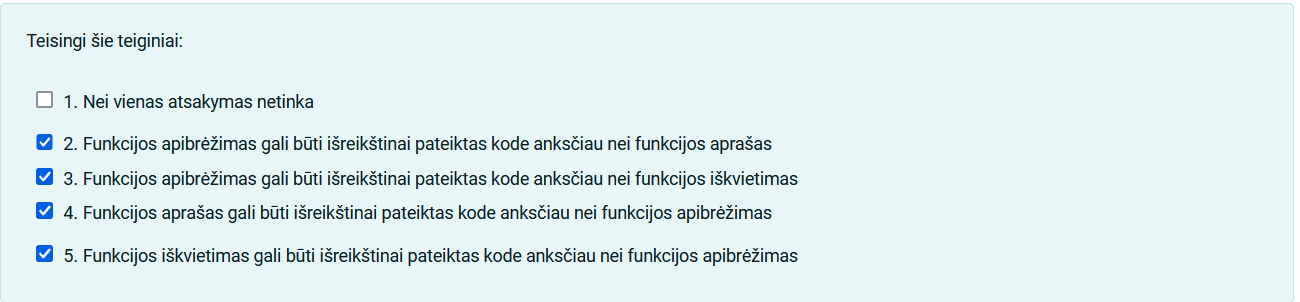 Teisingi šie teiginiai:
1. Nei vienas atsakymas netinka
2. Funkcijos apibrėžimas gali būti išreikštinai pateiktas kode anksčiau nei funkcijos aprašas
3. Funkcijos apibrėžimas gali būti išreikštinai pateiktas kode anksčiau nei funkcijos iškvietimas
4. Funkcijos aprašas gali būti išreikštinai pateiktas kode anksčiau nei funkcijos apibrėžimas
5. Funkcijos iškvietimas gali būti išreikštinai pateiktas kode anksčiau nei funkcijos apibrėžimas